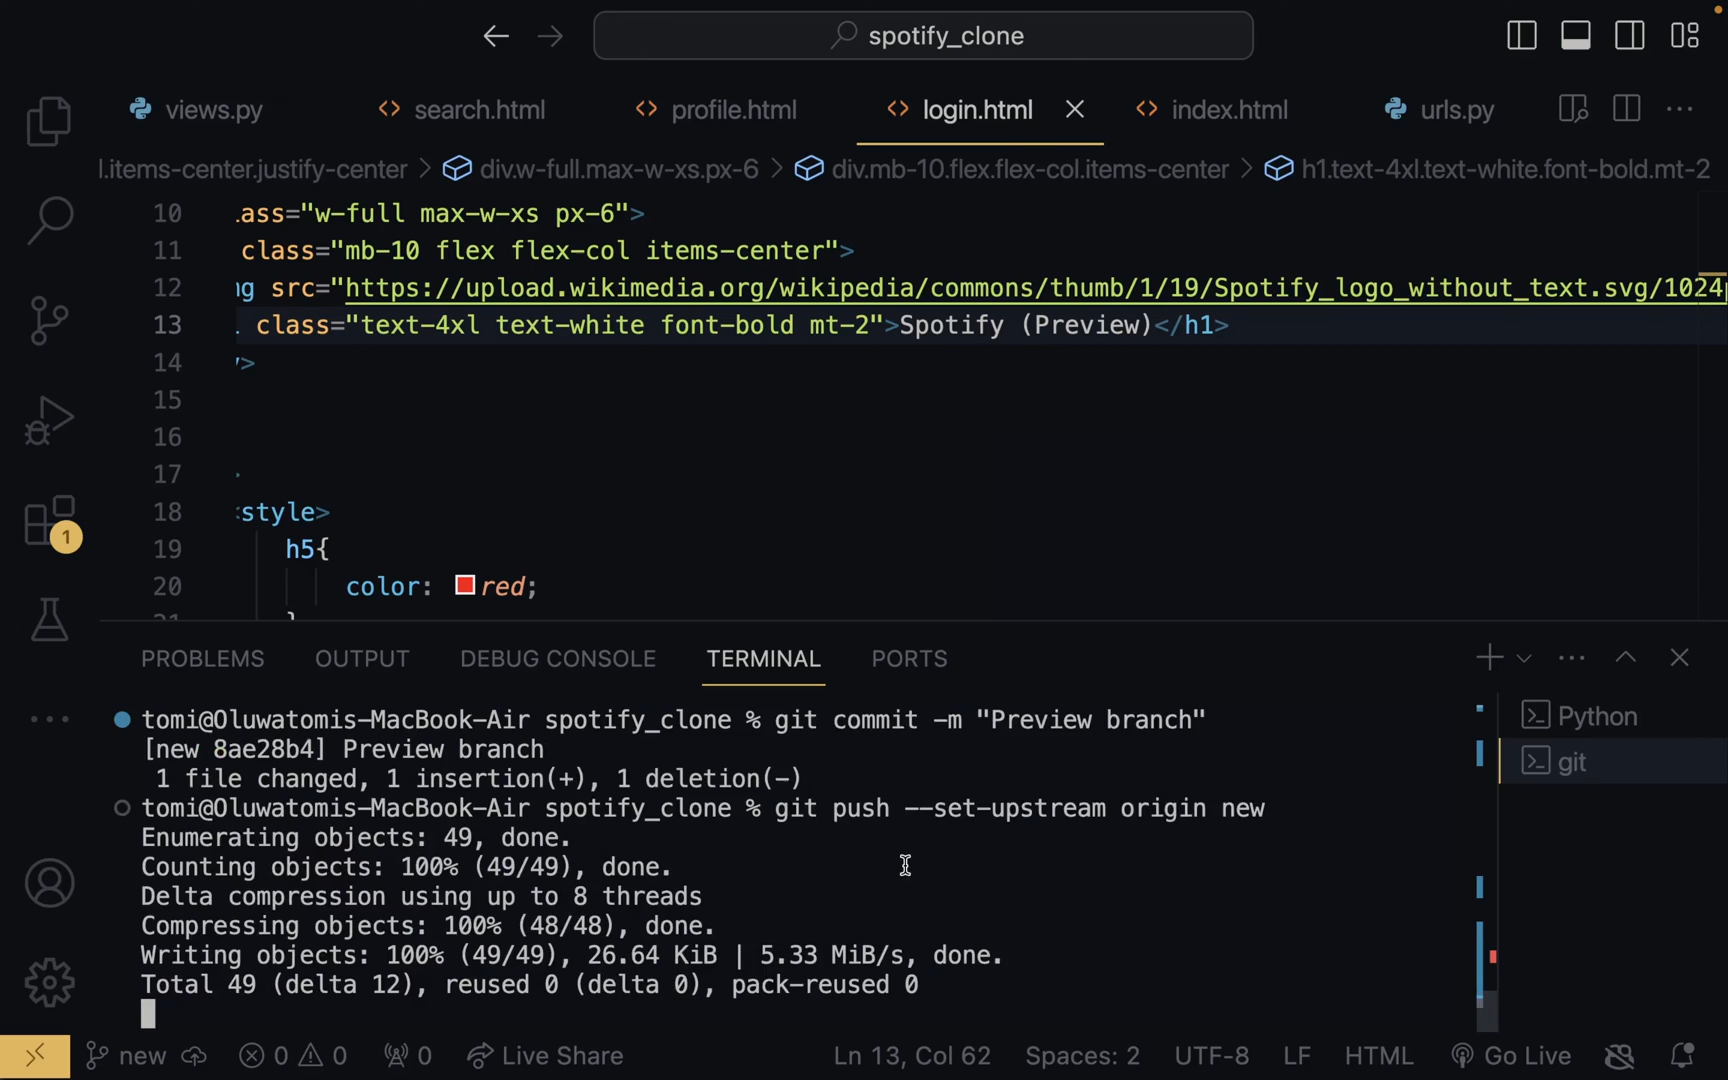 spotify_clone
views.py search.html profile.html login.html index.html urls.py
l.items-center.justify-center > div.w-full.max-w-xs.px-6 > div.mb-10.flex.flex-col.items-center > h1.text-4xl.text-white.font-bold.mt-2
10 .ass="w-full max-w-xs px-6">
11 class="mb-10 flex flex-col items-center">
12 ng src="https://upload.wikimedia.org/wikipedia/commons/thumb/1/19/Spotify_logo_without_text.svg/1024p
13 class="text-4xl text-white font-bold mt-2">Spotify (Preview)</h1>
14 >
15
16
17
18 style>
19 h5{
20 color: red;
21 }
PROBLEMS OUTPUT DEBUG CONSOLE TERMINAL PORTS
tomi@Oluwatomis-MacBook-Air spotify_clone % git commit -m "Preview branch"
[new 8ae28b4] Preview branch
1 file changed, 1 insertion(+), 1 deletion(-)
tomi@Oluwatomis-MacBook-Air spotify_clone % git push --set-upstream origin new
Enumerating objects: 49, done.
Counting objects: 100% (49/49), done.
Delta compression using up to 8 threads
Compressing objects: 100% (48/48), done.
Writing objects: 100% (49/49), 26.64 KiB | 5.33 MiB/s, done.
Total 49 (delta 12), reused 0 (delta 0), pack-reused 0
Python
git
1
new 0 0 0 Live Share Ln 13, Col 62 Spaces: 2 UTF-8 LF HTML Go Live